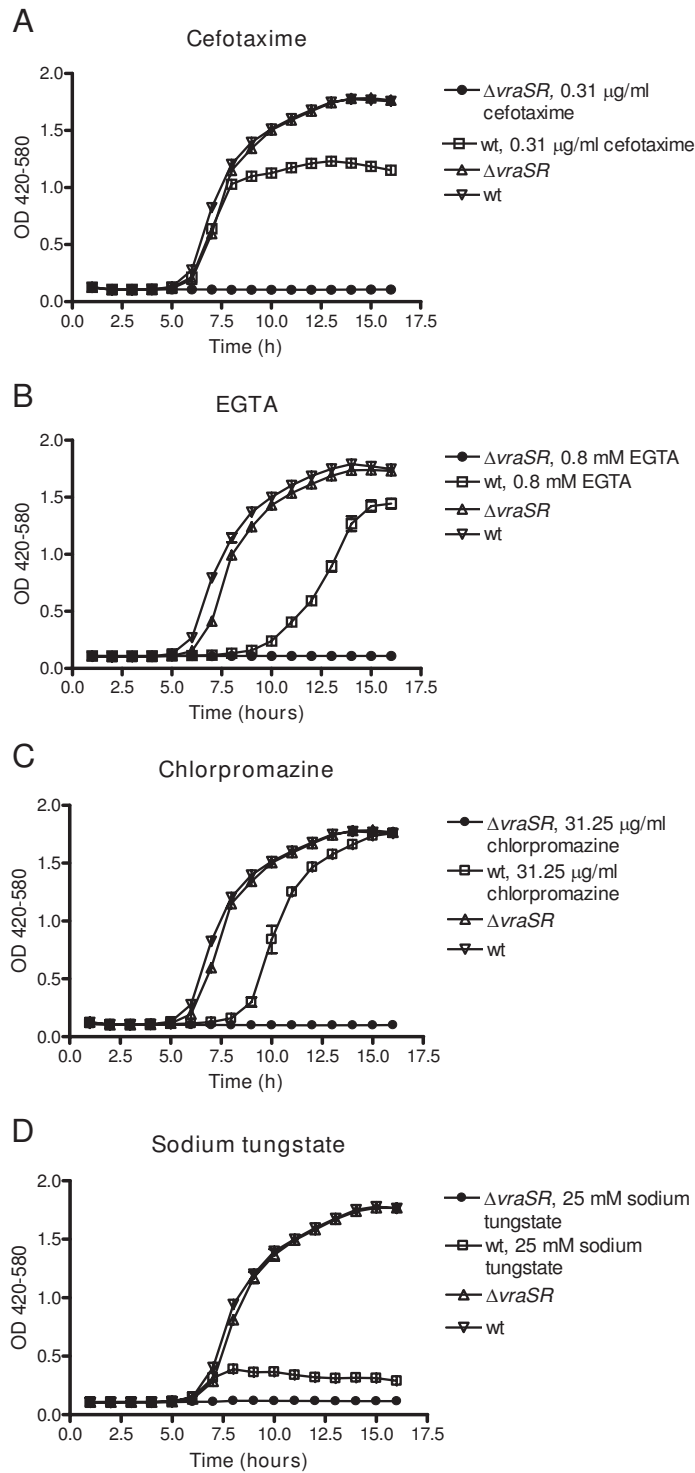 A
Cefotaxime
2.0
1.5
1.0
0.5
0.0
OD 420-580
0.0 2.5 5.0 7.5 10.0 12.5 15.0 17.5
Time (h)
ΔvraSR, 0.31 μg/ml
cefotaxime
wt, 0.31 μg/ml cefotaxime
ΔvraSR
wt
B
EGTA
2.0
1.5
1.0
0.5
0.0
OD 420-580
0.0 2.5 5.0 7.5 10.0 12.5 15.0 17.5
Time (hours)
ΔvraSR, 0.8 mM EGTA
wt, 0.8 mM EGTA
ΔvraSR
wt
C
Chlorpromazine
2.0
1.5
1.0
0.5
0.0
OD 420-580
0.0 2.5 5.0 7.5 10.0 12.5 15.0 17.5
Time (h)
ΔvraSR, 31.25 μg/ml
chlorpromazine
wt, 31.25 μg/ml
chlorpromazine
ΔvraSR
wt
D
Sodium tungstate
2.0
1.5
1.0
0.5
0.0
OD 420-580
0.0 2.5 5.0 7.5 10.0 12.5 15.0 17.5
Time (hours)
ΔvraSR, 25 mM sodium
tungstate
wt, 25 mM sodium
tungstate
ΔvraSR
wt